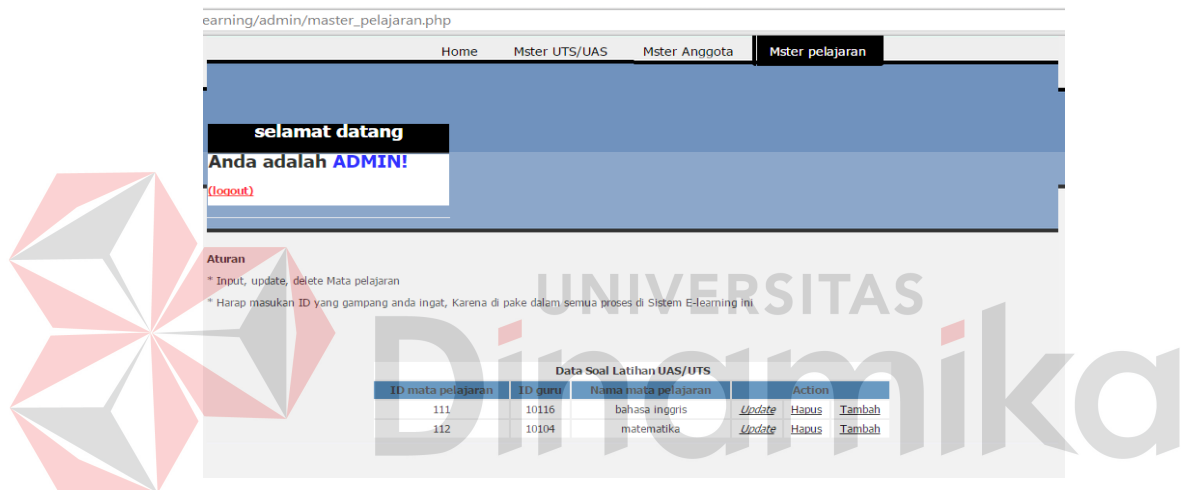 earning/admin/master_pelajaran.php
Home Mster UTS/UAS Mster Anggota Mster pelajaran
selamat datang
Anda adalah ADMIN!
(logout)
Aturan
* Input, update, delete Mata pelajaran
* Harap masukan ID yang gampang anda ingat, Karena di pake dalam semua proses di Sistem E-learning ini
UNIVERSITAS
Dinamika
Data Soal Latihan UAS/UTS
ID mata pelajaran ID guru Nama mata pelajaran Action
111 10116 bahasa inggris Update Hapus Tambah
112 10104 matematika Update Hapus Tambah